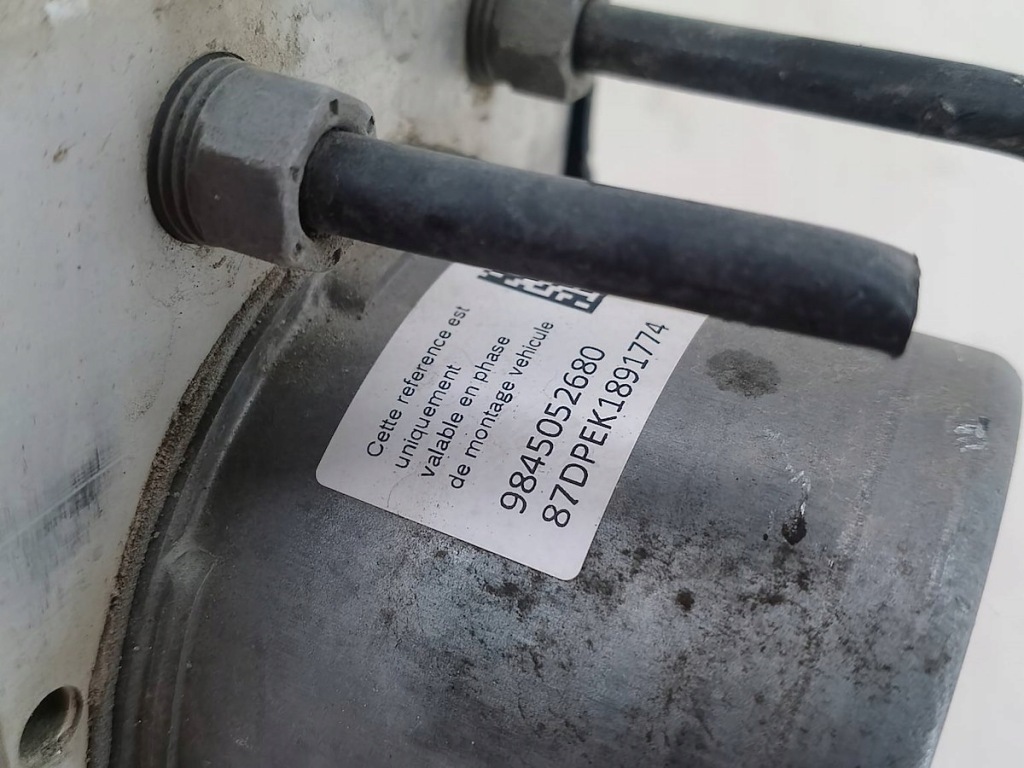 Cette reference est
uniquement
valable en phase
de montage vehicule
9845052680
87DPEK1891774